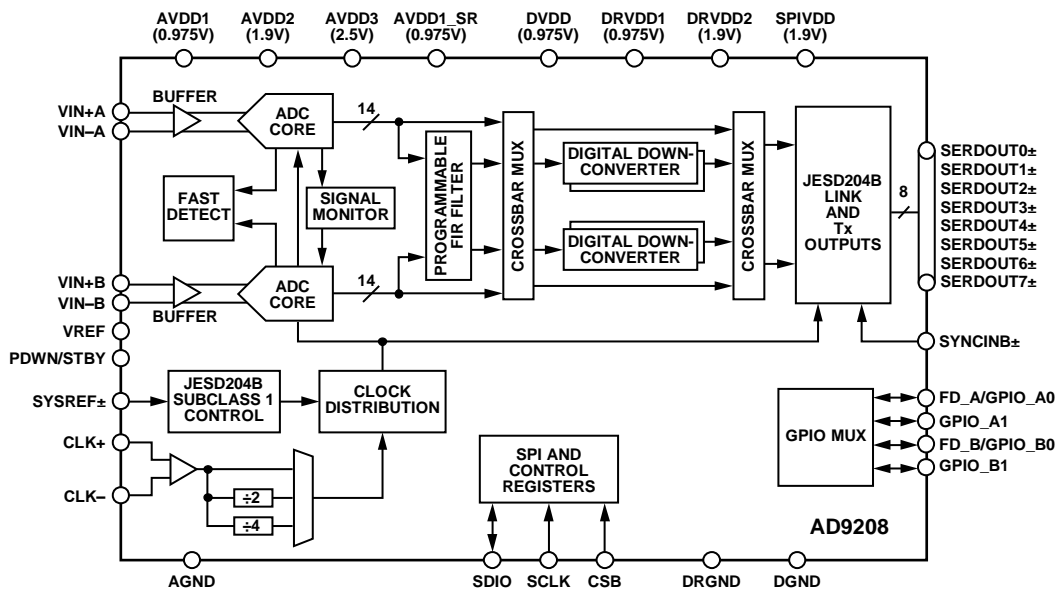 AVDD1
(0.975V)
AVDD2
(1.9V)
AVDD3
(2.5V)
AVDD1_SR
(0.975V)
DVDD
(0.975V)
DRVDD1
(0.975V)
DRVDD2
(1.9V)
SPIVDD
(1.9V)
BUFFER
VIN+A
VIN–A
ADC
CORE
14
FAST
DETECT
SIGNAL
MONITOR
PROGRAMMABLE
FIR FILTER
CROSSBAR MUX
DIGITAL DOWN-
CONVERTER
DIGITAL DOWN-
CONVERTER
CROSSBAR MUX
JESD204B
LINK
AND
Tx
OUTPUTS
8
SERDOUT0±
SERDOUT1±
SERDOUT2±
SERDOUT3±
SERDOUT4±
SERDOUT5±
SERDOUT6±
SERDOUT7±
VIN+B
VIN–B
ADC
CORE
14
BUFFER
VREF
PDWN/STBY
SYNCINB±
SYSREF±
JESD204B
SUBCLASS 1
CONTROL
CLOCK
DISTRIBUTION
CLK+
CLK–
÷2
÷4
SPI AND
CONTROL
REGISTERS
GPIO MUX
FD_A/GPIO_A0
GPIO_A1
FD_B/GPIO_B0
GPIO_B1
AD9208
AGND
SDIO
SCLK
CSB
DRGND
DGND